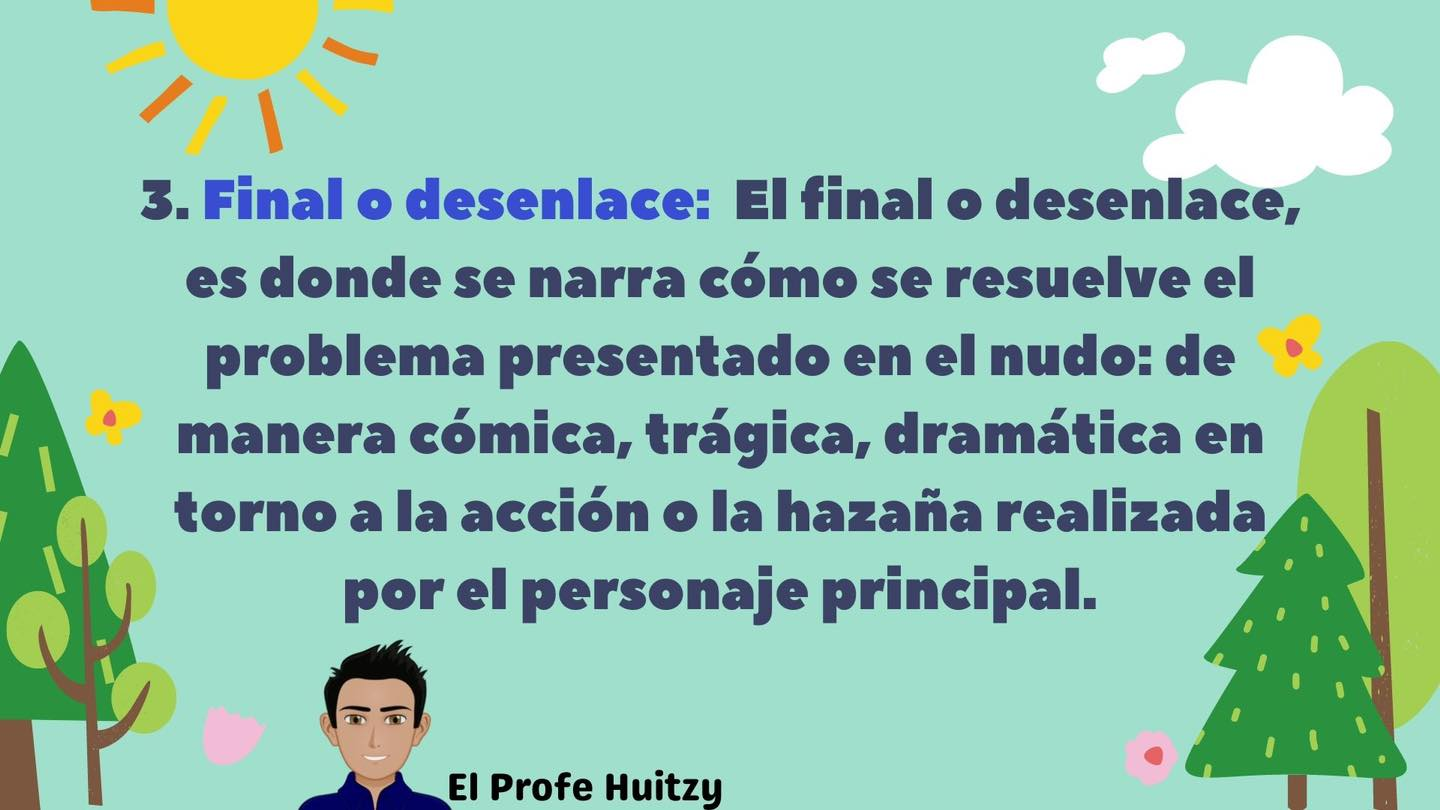 3. Final o desenlace: El final o desenlace,
es donde se narra cómo se resuelve el
problema presentado en el nudo: de
manera cómica, trágica, dramática en
torno a la acción o la hazaña realizada
por el personaje principal.
El Profe Huitzy